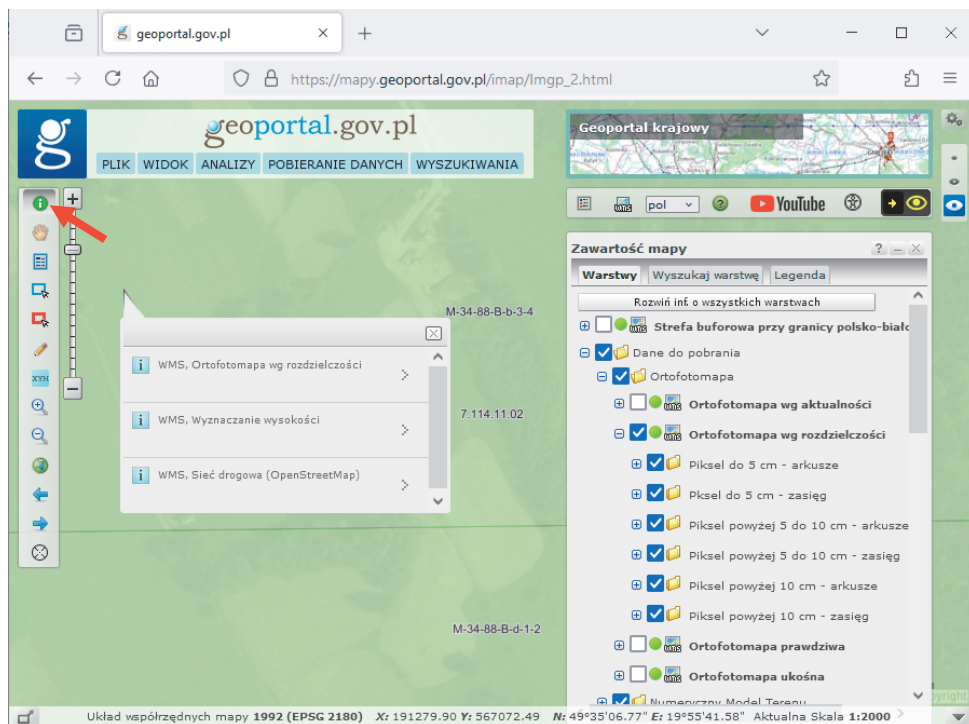 geoportal.gov.pl
https://mapy.geoportal.gov.pl/imap/Imgp_2.html
geoportal.gov.pl
PLIK WIDOK ANALIZY POBIERANIE DANYCH WYSZUKIWANIA
Geoportal krajowy
wms pol ? YouTube
Zawartość mapy
Warstwy Wyszukaj warstwę Legenda
Rozwiń inf. o wszystkich warstwach
Strefa buforowa przy granicy polsko-biało
Dane do pobrania
Ortofotomapa
Ortofotomapa wg aktualności
Ortofotomapa wg rozdzielczości
Piksel do 5 cm - arkusze
Pksel do 5 cm - zasięg
Piksel powyżej 5 do 10 cm - arkusze
Piksel powyżej 5 do 10 cm - zasięg
Piksel powyżej 10 cm - arkusze
Piksel powyżej 10 cm - zasięg
Ortofotomapa prawdziwa
Ortofotomapa ukośna
Numeryczny Model Terenu
XYH
M-34-88-B-b-3-4
WMS, Ortofotomapa wg rozdzielczości
WMS, Wyznaczanie wysokości
WMS, Sieć drogowa (OpenStreetMap)
7.114.11.02
M-34-88-B-d-1-2
Układ współrzędnych mapy 1992 (EPSG 2180) X: 191279.90 Y: 567072.49 N: 49°35'06.77" E: 19°55'41.58" Aktualna Skala 1:2000